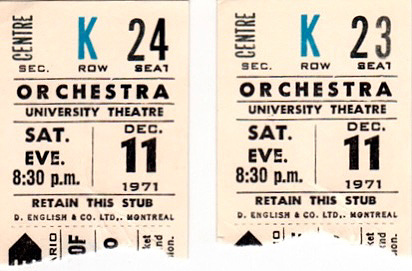 CENTRE K 24
SEC. ROW SEAT
ORCHESTRA
UNIVERSITY THEATRE
SAT. DEC.
EVE. 11
8:30 p.m. 1971
RETAIN THIS STUB
D. ENGLISH & CO. LTD., MONTREAL
CENTRE K 23
SEC. ROW SEAT
ORCHESTRA
UNIVERSITY THEATRE
SAT. DEC.
EVE. 11
8:30 p.m. 1971
RETAIN THIS STUB
D. ENGLISH & CO. LTD., MONTREAL